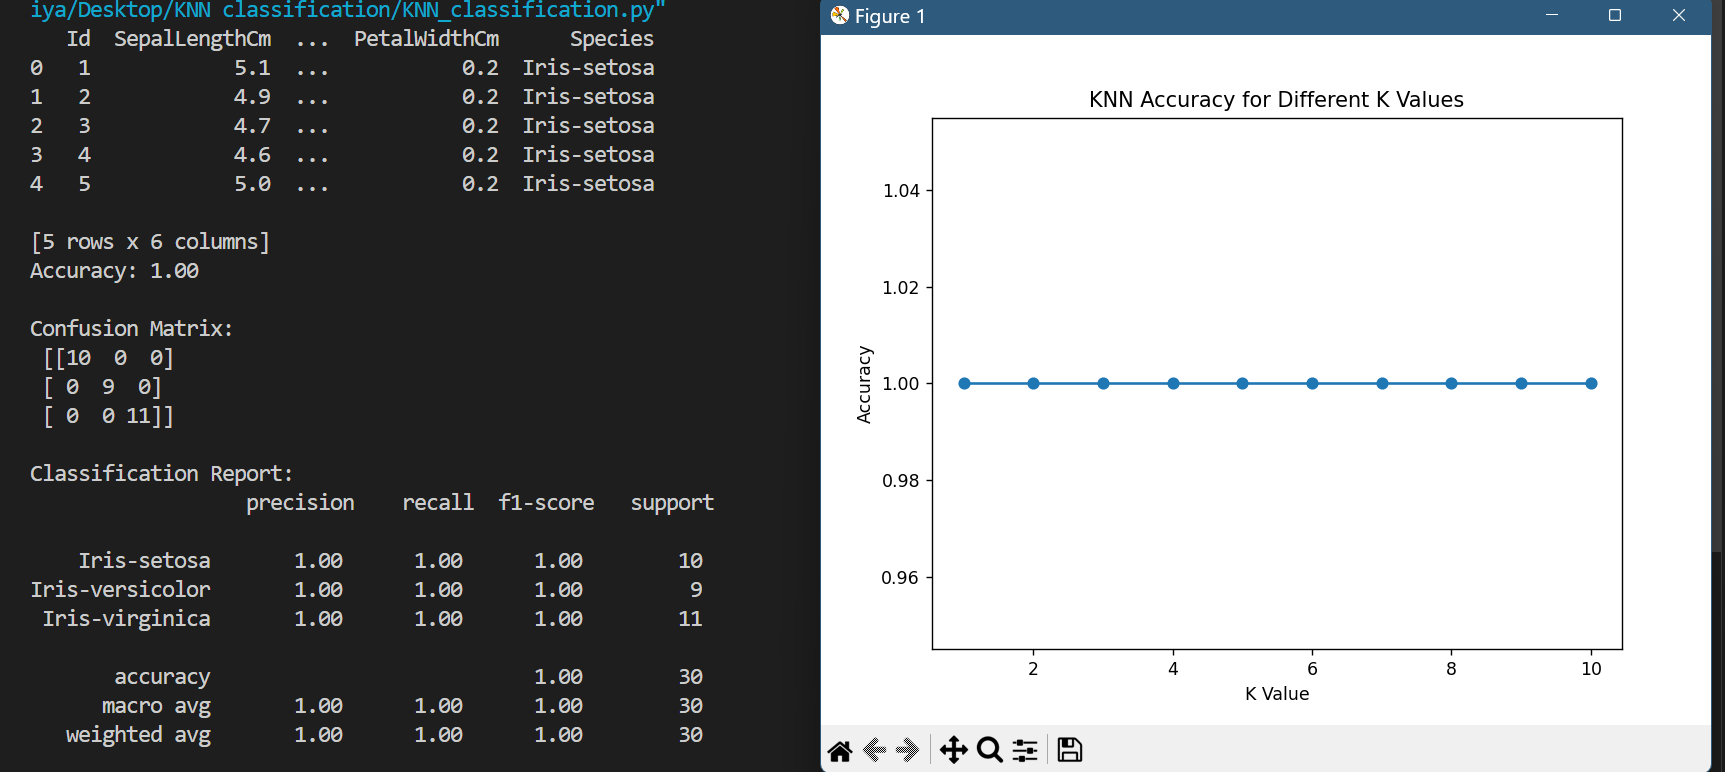 iya/Desktop/KNN classification/KNN_classification.py"
Id SepalLengthCm ... PetalWidthCm Species
0 1 5.1 ... 0.2 Iris-setosa
1 2 4.9 ... 0.2 Iris-setosa
2 3 4.7 ... 0.2 Iris-setosa
3 4 4.6 ... 0.2 Iris-setosa
4 5 5.0 ... 0.2 Iris-setosa
[5 rows x 6 columns]
Accuracy: 1.00
Confusion Matrix:
[[10 0 0]
[ 0 9 0]
[ 0 0 11]]
Classification Report:
precision recall f1-score support
Iris-setosa 1.00 1.00 1.00 10
Iris-versicolor 1.00 1.00 1.00 9
Iris-virginica 1.00 1.00 1.00 11
accuracy 1.00 30
macro avg 1.00 1.00 1.00 30
weighted avg 1.00 1.00 1.00 30
Figure 1
KNN Accuracy for Different K Values
Accuracy
1.04
1.02
1.00
0.98
0.96
2 4 6 8 10
K Value